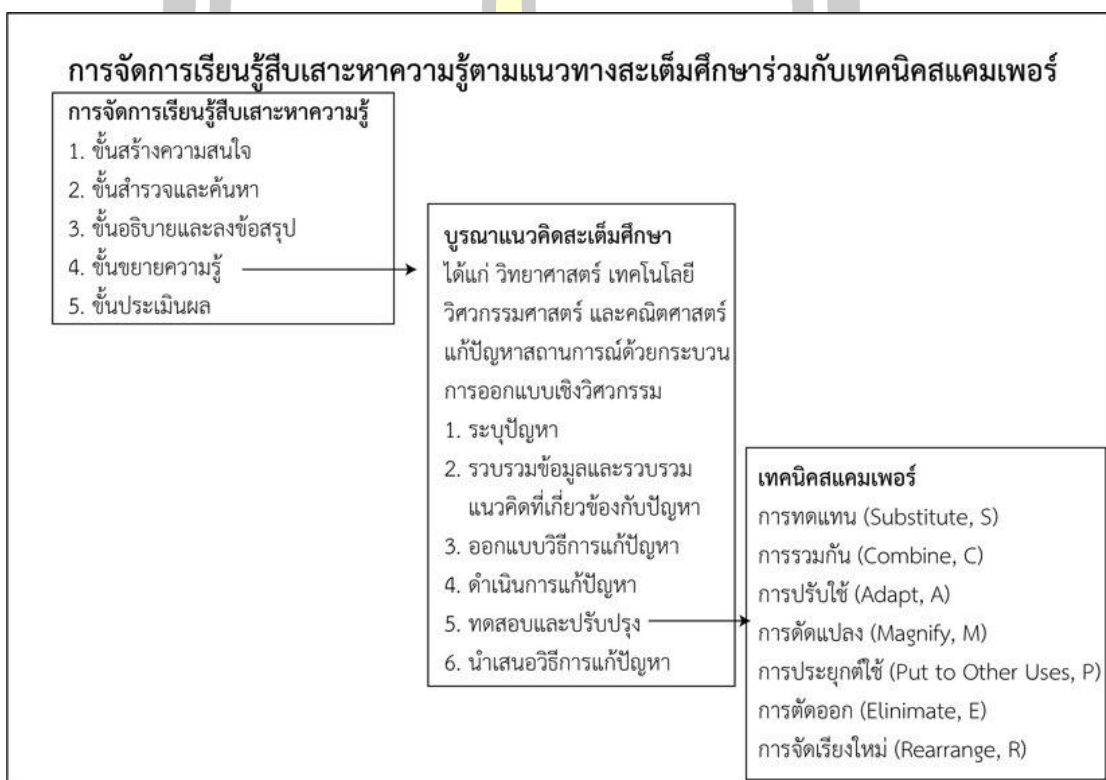 การจัดการเรียนรู้สืบเสาะหาความรู้ตามแนวทางสะเต็มศึกษาร่วมกับเทคนิคสแคมเพอร์
การจัดการเรียนรู้สืบเสาะหาความรู้
1. ขั้นสร้างความสนใจ
2. ขั้นสำรวจและค้นหา
3. ขั้นอธิบายและลงข้อสรุป
4. ขั้นขยายความรู้
5. ขั้นประเมินผล
บูรณาแนวคิดสะเต็มศึกษา
ได้แก่ วิทยาศาสตร์ เทคโนโลยี
วิศวกรรมศาสตร์ และคณิตศาสตร์
แก้ปัญหาสถานการณ์ด้วยกระบวน
การออกแบบเชิงวิศวกรรม
1. ระบุปัญหา
2. รวบรวมข้อมูลและรวบรวม
แนวคิดที่เกี่ยวข้องกับปัญหา
3. ออกแบบวิธีการแก้ปัญหา
4. ดำเนินการแก้ปัญหา
5. ทดสอบและปรับปรุง
6. นำเสนอวิธีการแก้ปัญหา
เทคนิคสแคมเพอร์
การทดแทน (Substitute, S)
การรวมกัน (Combine, C)
การปรับใช้ (Adapt, A)
การดัดแปลง (Magnify, M)
การประยุกต์ใช้ (Put to Other Uses, P)
การตัดออก (Elinimate, E)
การจัดเรียงใหม่ (Rearrange, R)